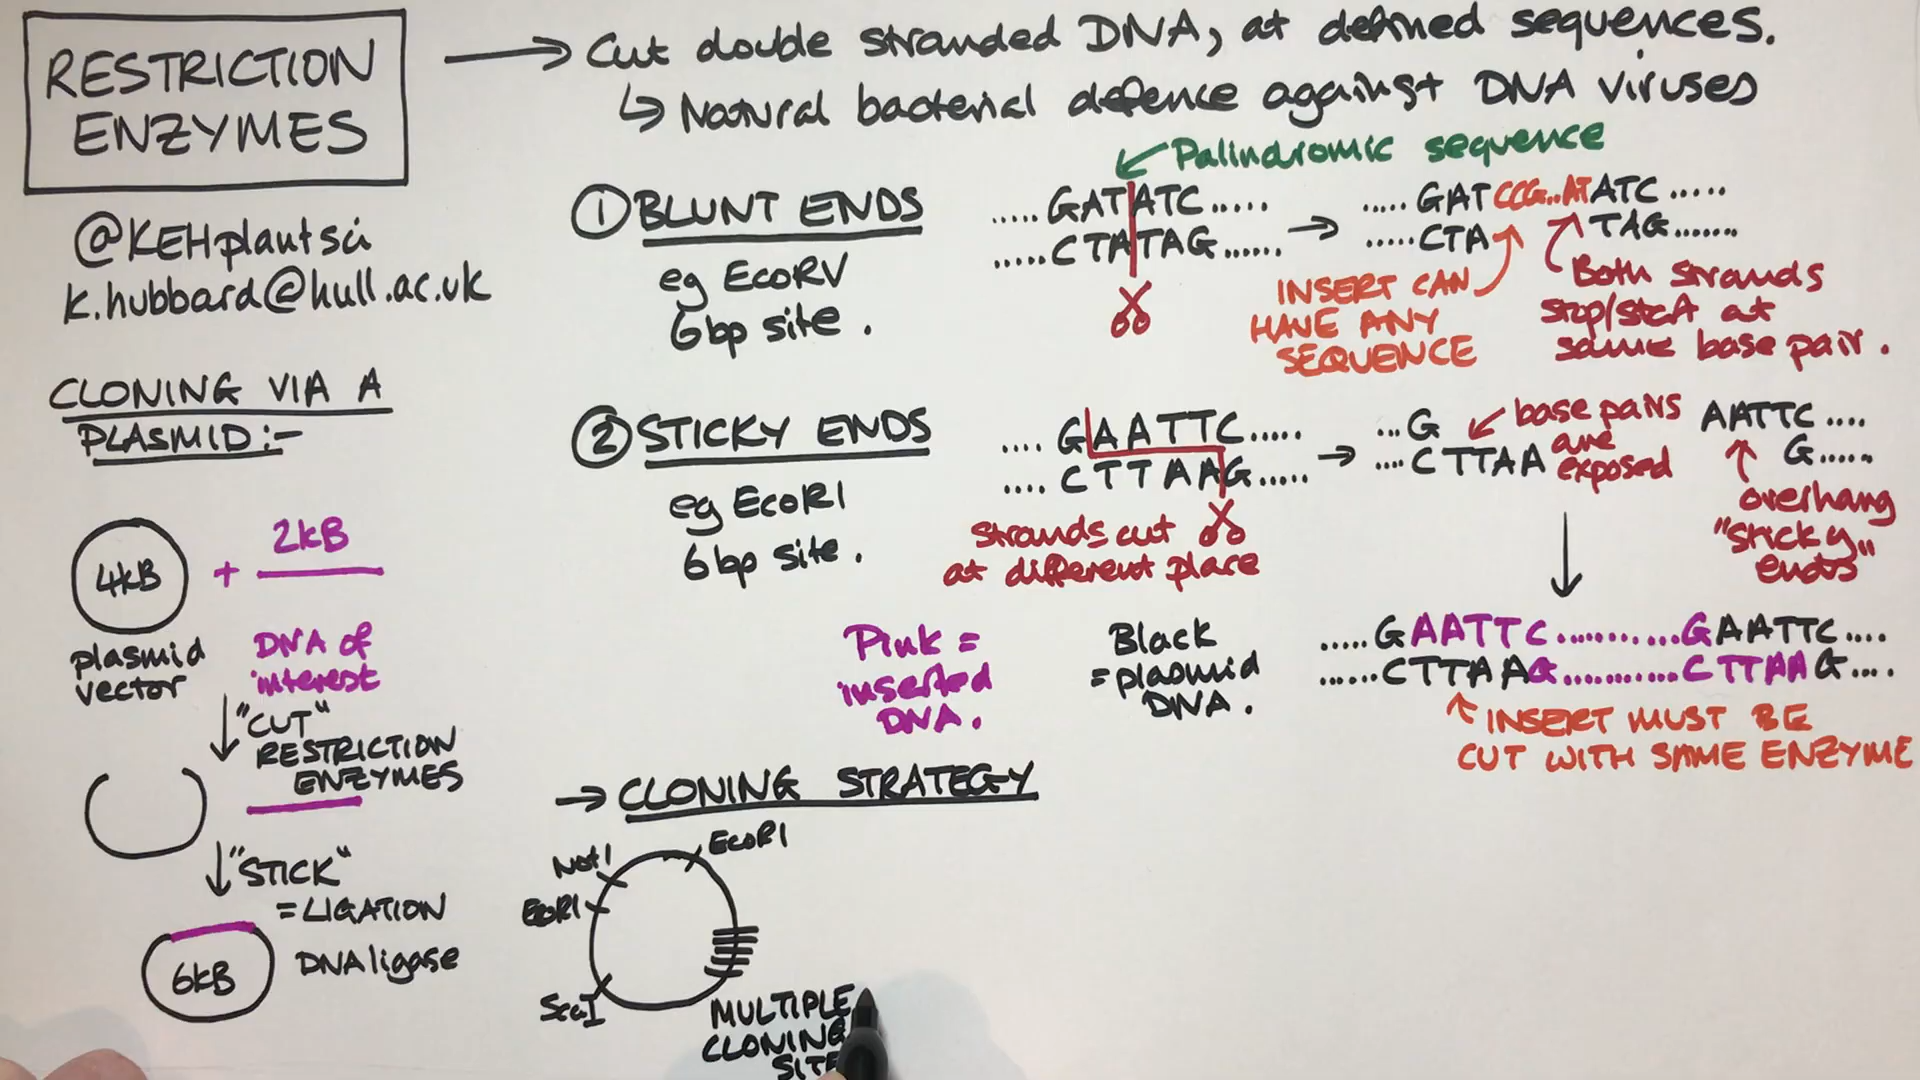 RESTRICTION
ENZYMES
→ Cut double stranded DNA, at defined sequences.
↳ Natural bacterial defence against DNA viruses
@KEHplantsci
k.hubbard@hull.ac.uk
CLONING VIA A
PLASMID:-
4kB
+
2kB
plasmid
vector
DNA of
interest
↓ "CUT"
RESTRICTION
ENZYMES
↓ "STICK"
= LIGATION
DNA ligase
6kB
① BLUNT ENDS
eg EcoRV
6bp site.
Palindromic sequence
.....GATATC.....
.....CTATAG......
→
.....GAT CCG..AT ATC.....
.....CTA
TAG.......
INSERT CAN
HAVE ANY
SEQUENCE
Both strands
stop/start at
same base pair.
② STICKY ENDS
eg EcoRI
6bp site.
....GAATTC.....
....CTTAAG.....
Strands cut
at different place
→
...G
....CTTAA
base pairs
are
exposed
AATTC....
G.....
overhang
"sticky
ends"
Pink =
inserted
DNA.
Black
= plasmid
DNA.
.....GAATTC............GAATTC....
......CTTAAG...........CTTAAG....
INSERT MUST BE
CUT WITH SAME ENZYME
→ CLONING STRATEGY
EcoRI
NotI
EcoRI
ScaI
MULTIPLE
CLONING
SITE